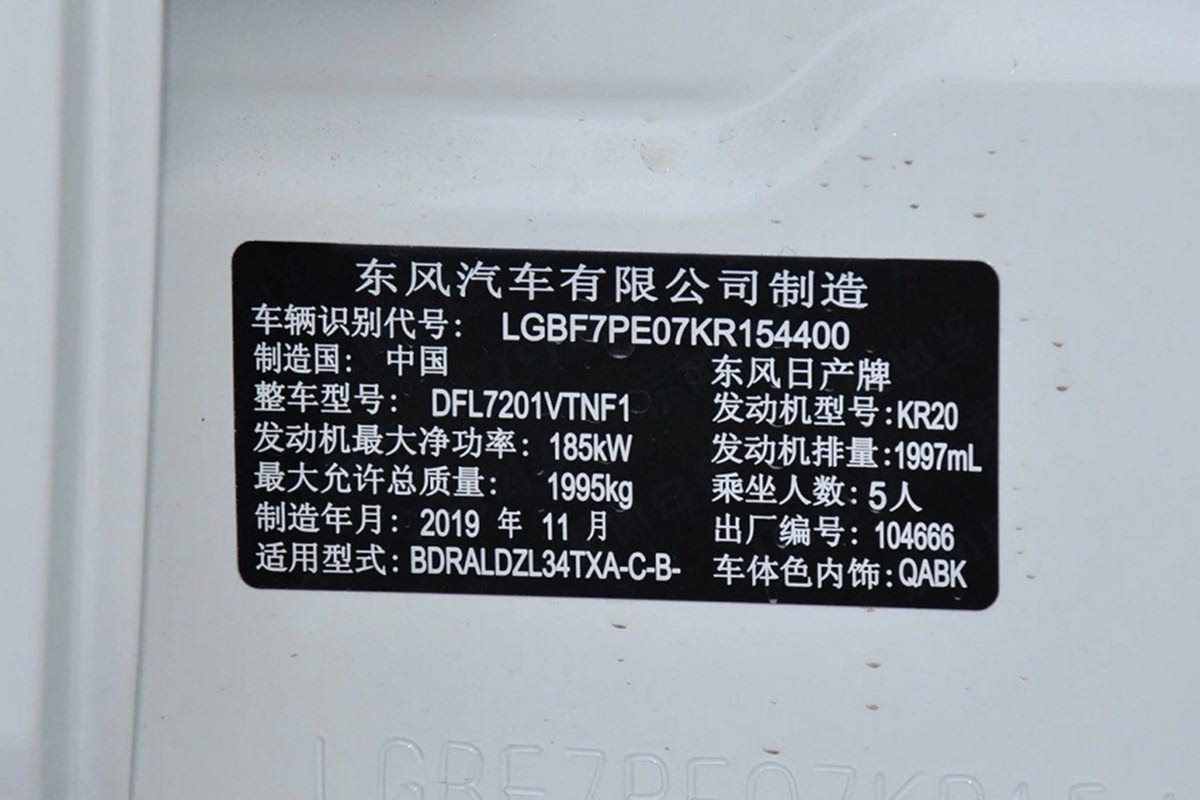 东风汽车有限公司制造
车辆识别代号: LGBF7PE07KR154400
制造国: 中国 东风日产牌
整车型号: DFL7201VTNF1 发动机型号:KR20
发动机最大净功率: 185kW 发动机排量:1997mL
最大允许总质量: 1995kg 乘坐人数: 5人
制造年月: 2019 年 11 月 出厂编号: 104666
适用型式: BDRALDZL34TXA-C-B- 车体色内饰:QABK
LGBF7PE07KR154